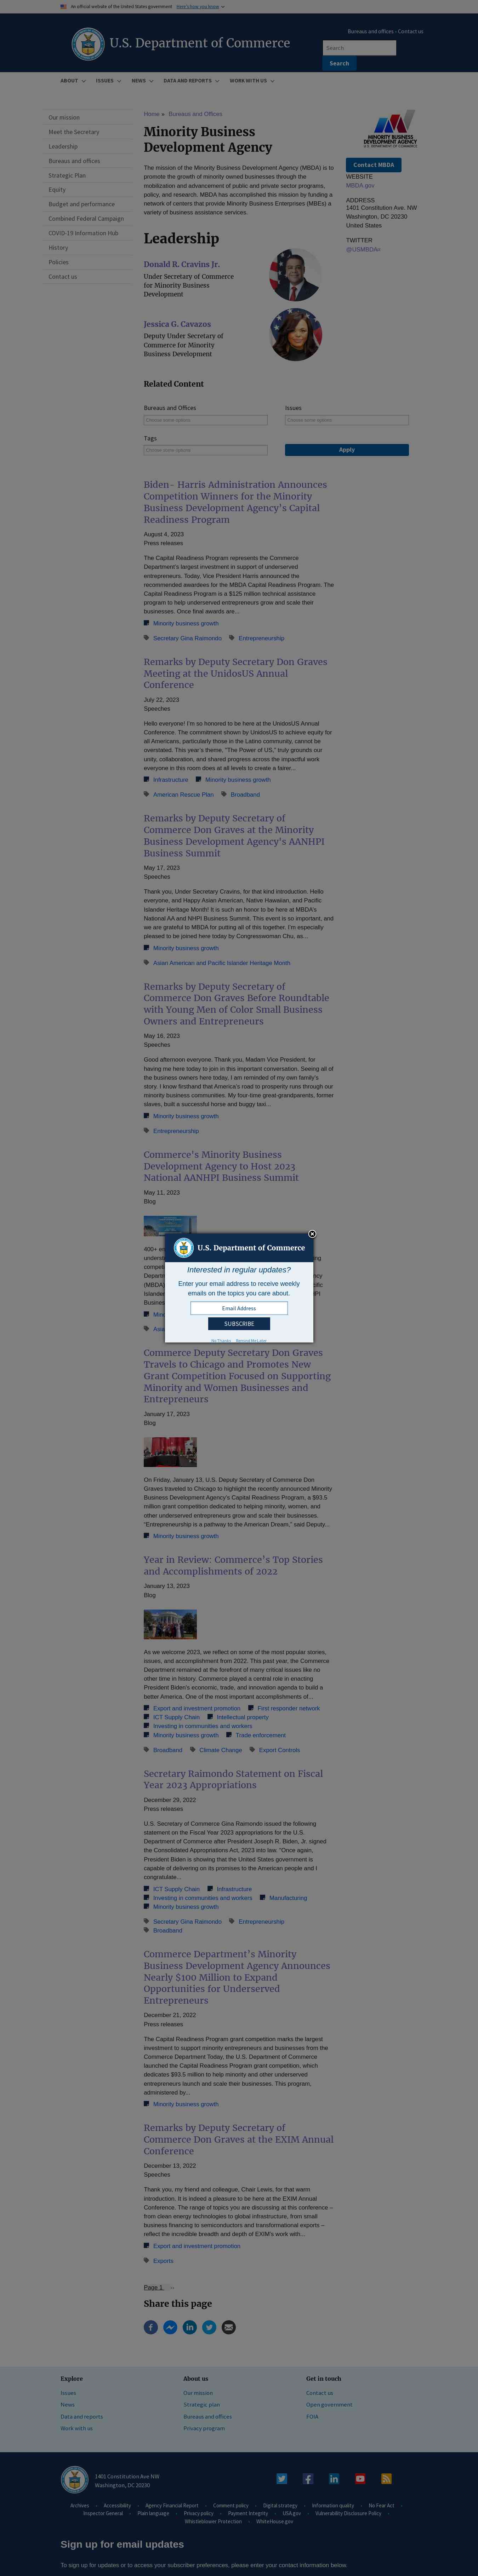 An official website of the United States government Here's how you know
Bureaus and offices • Contact us
U.S. Department of Commerce
Search
Search
ABOUT
ISSUES
NEWS
DATA AND REPORTS
WORK WITH US
Our mission
Meet the Secretary
Leadership
Bureaus and offices
Strategic Plan
Equity
Budget and performance
Combined Federal Campaign
COVID-19 Information Hub
History
Policies
Contact us
Home » Bureaus and Offices
Minority Business
Development Agency
The mission of the Minority Business Development Agency (MBDA) is to
promote the growth of minority owned businesses through the
mobilization and advancement of public and private sector programs,
policy, and research. MBDA has accomplished this mission by funding a
network of centers that provide Minority Business Enterprises (MBEs) a
variety of business assistance services.
MINORITY BUSINESS
DEVELOPMENT AGENCY
U.S. DEPARTMENT OF COMMERCE
Contact MBDA
WEBSITE
MBDA.gov
ADDRESS
1401 Constitution Ave. NW
Washington, DC 20230
United States
TWITTER
@USMBDA
Leadership
Donald R. Cravins Jr.
Under Secretary of Commerce
for Minority Business
Development
Jessica G. Cavazos
Deputy Under Secretary of
Commerce for Minority
Business Development
Related Content
Bureaus and Offices
Choose some options
Issues
Choose some options
Tags
Choose some options
Apply
Biden- Harris Administration Announces
Competition Winners for the Minority
Business Development Agency's Capital
Readiness Program
August 4, 2023
Press releases
The Capital Readiness Program represents the Commerce
Department's largest investment in support of underserved
entrepreneurs. Today, Vice President Harris announced the
recommended awardees for the MBDA Capital Readiness Program. The
Capital Readiness Program is a $125 million technical assistance
program to help underserved entrepreneurs grow and scale their
businesses. Once final awards are...
Minority business growth
Secretary Gina Raimondo Entrepreneurship
Remarks by Deputy Secretary Don Graves
Meeting at the UnidosUS Annual
Conference
July 22, 2023
Speeches
Hello everyone! I'm so honored to be here at the UnidosUS Annual
Conference. The commitment shown by UnidosUS to achieve equity for
all Americans, particularly those in the Latino community, cannot be
understated. This year's theme, "The Power of US," truly grounds our
work, collaboration, and shared progress across the impactful work
everyone in this room does at all levels to create a fairer...
Infrastructure Minority business growth
American Rescue Plan Broadband
Remarks by Deputy Secretary of
Commerce Don Graves at the Minority
Business Development Agency's AANHPI
Business Summit
May 17, 2023
Speeches
Thank you, Under Secretary Cravins, for that kind introduction. Hello
everyone, and Happy Asian American, Native Hawaiian, and Pacific
Islander Heritage Month! It is such an honor to be here at MBDA's
National AA and NHPI Business Summit. This event is so important, and
we are grateful to MBDA for putting all of this together. I'm especially
pleased to be joined here today by Congresswoman Chu, as...
Minority business growth
Asian American and Pacific Islander Heritage Month
Remarks by Deputy Secretary of
Commerce Don Graves Before Roundtable
with Young Men of Color Small Business
Owners and Entrepreneurs
May 16, 2023
Speeches
Good afternoon everyone. Thank you, Madam Vice President, for
having me here today to join in this important conversation. Seeing so
many business owners here today, I am reminded of my own family's
story. I know firsthand that America's road to prosperity runs through our
minority communities. My four-time great-grandparents, former
slaves, built a successful horse and buggy taxi...
Minority business growth
Entrepreneurship
Commerce's Minority Business
Development Agency to Host 2023
National AANHPI Business Summit
May 11, 2023
Blog
U.S. Department of Commerce
Interested in regular updates?
Enter your email address to receive weekly
emails on the topics you care about.
Email Address
SUBSCRIBE
No Thanks Remind Me Later
Commerce Deputy Secretary Don Graves
Travels to Chicago and Promotes New
Grant Competition Focused on Supporting
Minority and Women Businesses and
Entrepreneurs
January 17, 2023
Blog
On Friday, January 13, U.S. Deputy Secretary of Commerce Don
Graves traveled to Chicago to highlight the recently announced Minority
Business Development Agency's Capital Readiness Program, a $93.5
million grant competition dedicated to helping minority, women, and
other underserved entrepreneurs grow and scale their businesses.
"Entrepreneurship is a pathway to the American Dream," said Deputy...
Minority business growth
Year in Review: Commerce's Top Stories
and Accomplishments of 2022
January 13, 2023
Blog
As we welcome 2023, we reflect on some of the most popular stories,
issues, and accomplishment from 2022. This past year, the Commerce
Department remained at the forefront of many critical issues like no
other time in history. Commerce played a central role in enacting
President Biden's economic vision, from rebuilding America's
infrastructure, to creating jobs, to driving innovation and to leading a
better America. One of the most important accomplishments of...
Export and investment promotion First responder network
ICT Supply Chain Intellectual property
Investing in communities and workers
Minority business growth Trade enforcement
Broadband Climate Change Export Controls
Secretary Raimondo Statement on Fiscal
Year 2023 Appropriations
December 29, 2022
Press releases
U.S. Secretary of Commerce Gina Raimondo issued the following
statement on the Fiscal Year 2023 appropriations for the U.S.
Department of Commerce after President Joseph R. Biden, Jr. signed
the Consolidated Appropriations Act, 2023 into law. "Once again,
President Biden is showing that the United States government is
capable of delivering on its promises to the American people and I
congratulate...
ICT Supply Chain Infrastructure
Investing in communities and workers Manufacturing
Minority business growth
Secretary Gina Raimondo Entrepreneurship
Broadband
Commerce Department's Minority
Business Development Agency Announces
Nearly $100 Million to Expand
Opportunities for Underserved
Entrepreneurs
December 21, 2022
Press releases
The Capital Readiness Program grant competition marks the largest
investment to support minority and underserved entrepreneurs in the
Commerce Department Today, the U.S. Department of Commerce
launched the Capital Readiness Program grant competition, which
dedicates $93.5 million to help minority and other underserved
entrepreneurs launch and scale their businesses. This program,
administered by...
Minority business growth
Remarks by Deputy Secretary of
Commerce Don Graves at the EXIM Annual
Conference
December 13, 2022
Speeches
Thank you, my friend and colleague, Chair Lewis, for that warm
introduction. It is indeed a pleasure to be here at the EXIM Annual
Conference. The range of topics you are discussing at this conference –
from clean energy technologies to global infrastructure, from small
business financing to semiconductors and transformational exports –
reflect the incredible breadth and depth of EXIM's work with...
Export and investment promotion
Exports
Page 1
Share this page
Explore
Issues
News
Data and reports
Work with us
About us
Our mission
Strategic plan
Bureaus and offices
Privacy program
Get in touch
Contact us
Open government
FOIA
1401 Constitution Ave NW
Washington, DC 20230
Archives Accessibility Agency Financial Report Comment policy Digital strategy Information quality No Fear Act
Inspector General Plain language Privacy policy Payment Integrity USA.gov Vulnerability Disclosure Policy
Whistleblower Protection WhiteHouse.gov
Sign up for email updates
To sign up for updates or to access your subscriber preferences, please enter your contact information below.